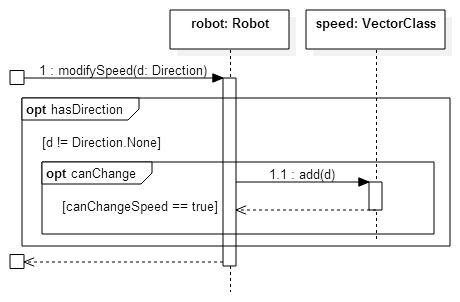 robot: Robot
speed: VectorClass
1 : modifySpeed(d: Direction)
opt hasDirection
[d != Direction.None]
opt canChange
1.1 : add(d)
[canChangeSpeed == true]